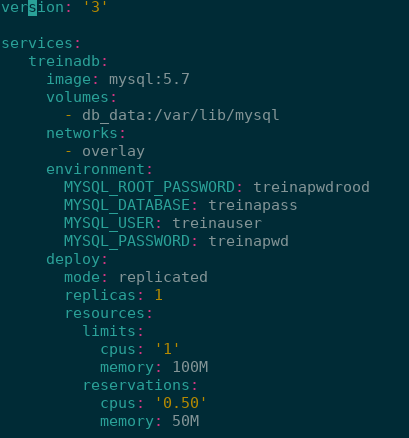 version: '3'

services:
   treinadb:
     image: mysql:5.7
     volumes:
       - db_data:/var/lib/mysql
     networks:
       - overlay
     environment:
       MYSQL_ROOT_PASSWORD: treinapwdrood
       MYSQL_DATABASE: treinapass
       MYSQL_USER: treinauser
       MYSQL_PASSWORD: treinapwd
     deploy:
       mode: replicated
       replicas: 1
       resources:
         limits:
           cpus: '1'
           memory: 100M
         reservations:
           cpus: '0.50'
           memory: 50M